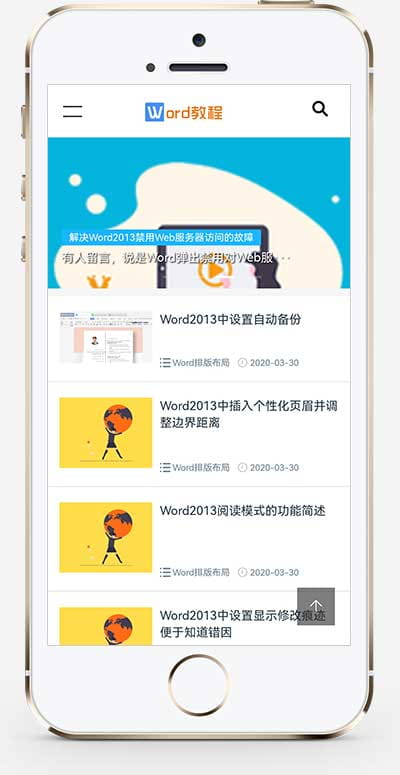 Word教程
解决Word2013禁用Web服务器访问的故障
有人留言，说是Word弹出禁用对Web服···
Word2013中设置自动备份
Word排版布局 2020-03-30
Word2013中插入个性化页眉并调
整边界距离
Word排版布局 2020-03-30
Word2013阅读模式的功能简述
Word排版布局 2020-03-30
Word2013中设置显示修改痕迹
便于知道错因